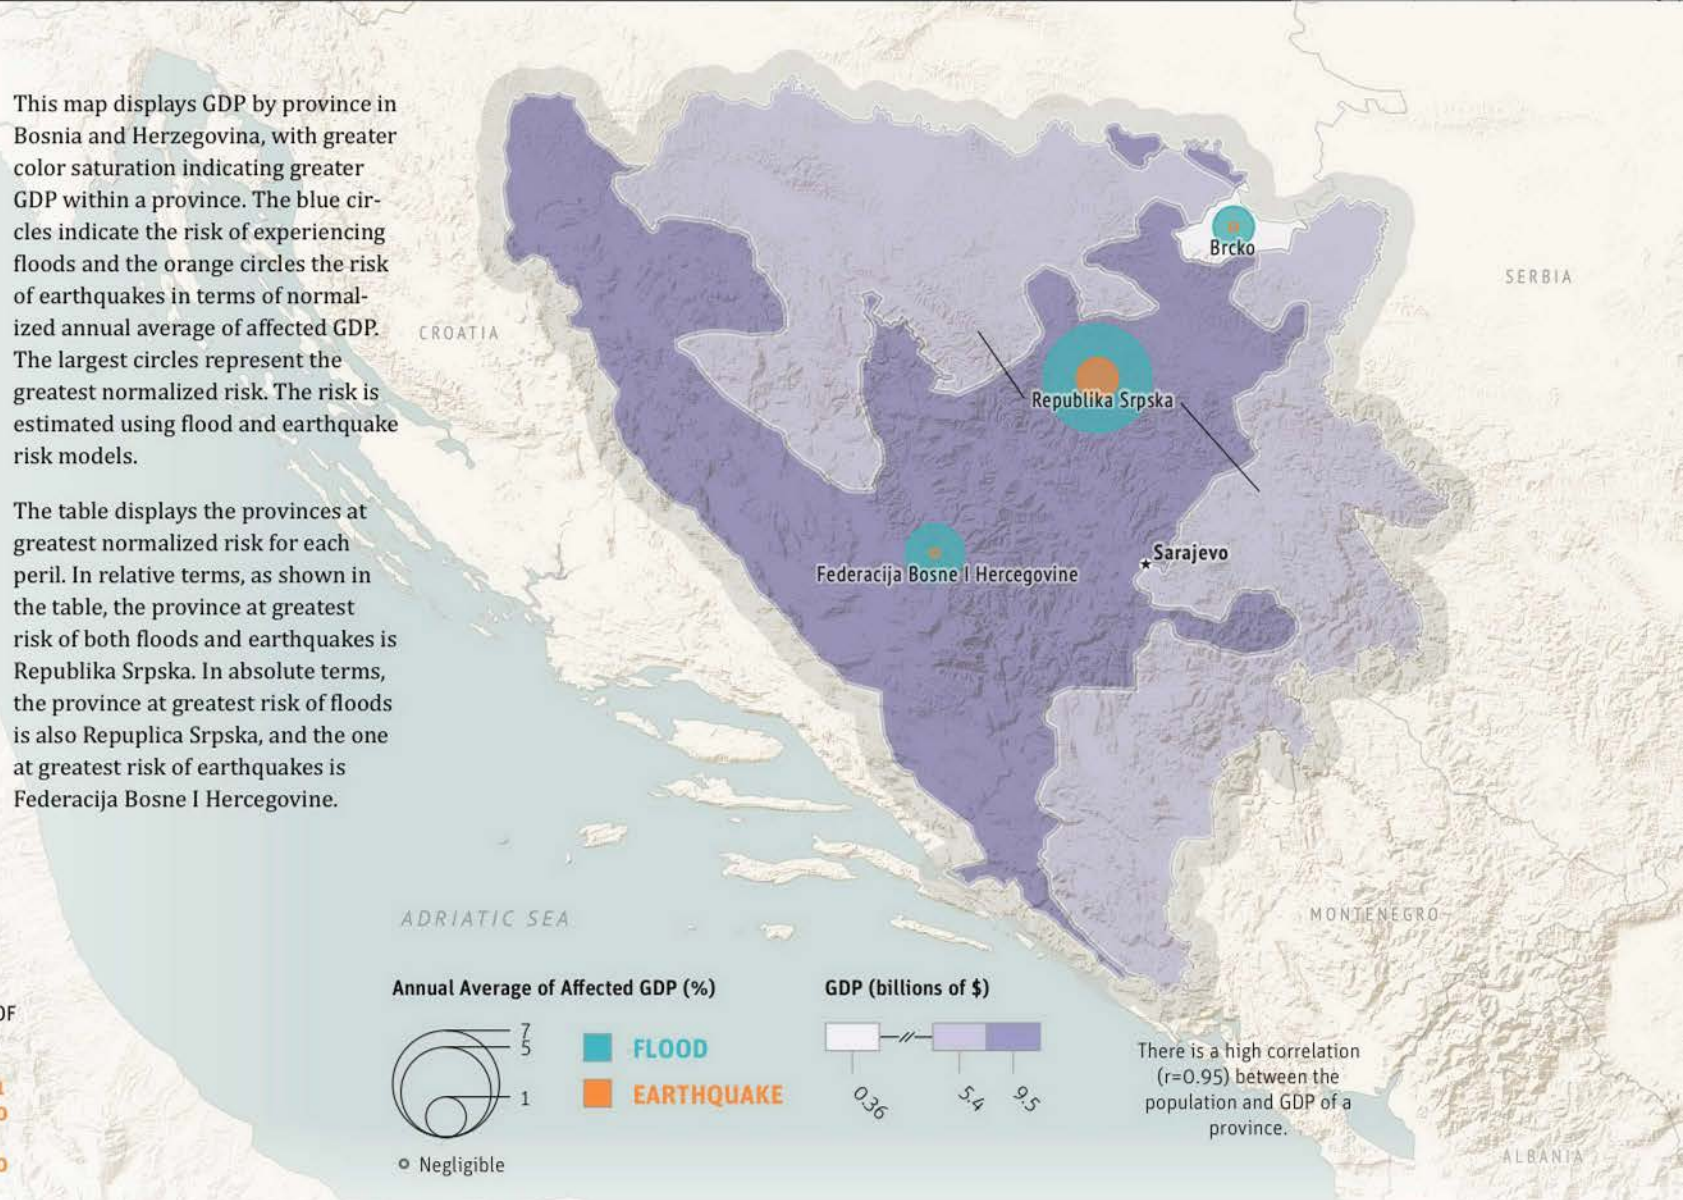 This map displays GDP by province in
Bosnia and Herzegovina, with greater
color saturation indicating greater
GDP within a province. The blue cir-
cles indicate the risk of experiencing
floods and the orange circles the risk
of earthquakes in terms of normal-
ized annual average of affected GDP.
The largest circles represent the
greatest normalized risk. The risk is
estimated using flood and earthquake
risk models.
The table displays the provinces at
greatest normalized risk for each
peril. In relative terms, as shown in
the table, the province at greatest
risk of both floods and earthquakes is
Republika Srpska. In absolute terms,
the province at greatest risk of floods
is also Repuplica Srpska, and the one
at greatest risk of earthquakes is
Federacija Bosne I Hercegovine.
CROATIA
SERBIA
Brcko
Republika Srpska
Sarajevo
Federacija Bosne I Hercegovine
ADRIATIC SEA
MONTENEGRO
ALBANIA
Annual Average of Affected GDP (%)
7
5
1
Negligible
FLOOD
EARTHQUAKE
GDP (billions of $)
0.36
5.4
9.5
There is a high correlation
(r=0.95) between the
population and GDP of a
province.